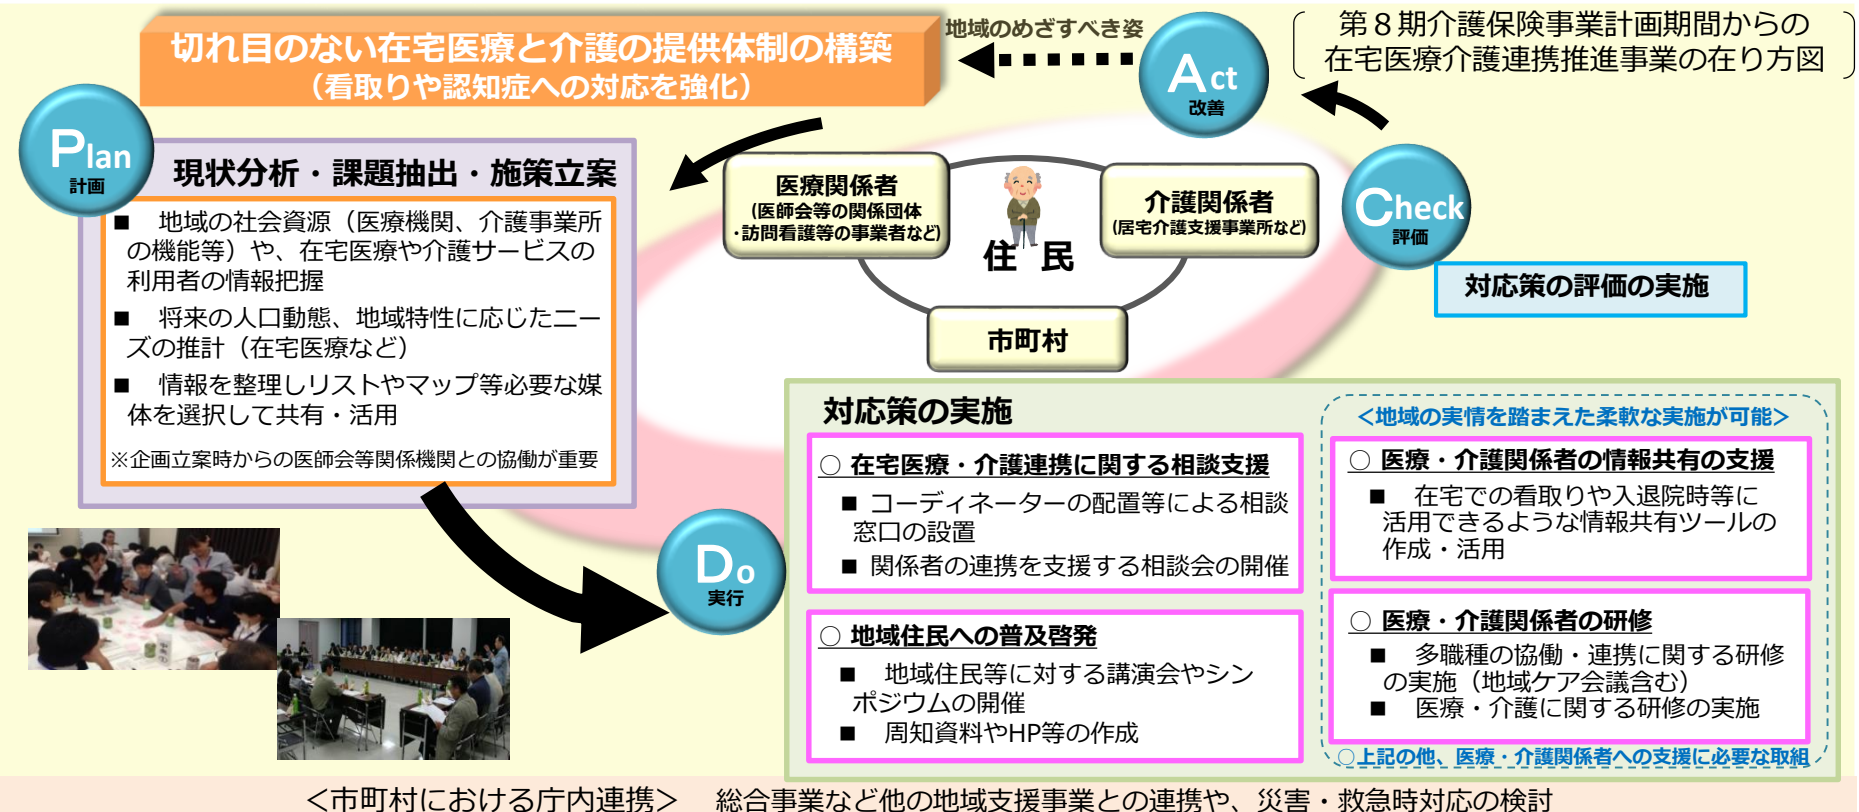 切れ目のない在宅医療と介護の提供体制の構築
（看取りや認知症への対応を強化）
地域のめざすべき姿
Act
改善
第８期介護保険事業計画期間からの
在宅医療介護連携推進事業の在り方図
Plan
計画
現状分析・課題抽出・施策立案
■ 地域の社会資源（医療機関、介護事業所
の機能等）や、在宅医療や介護サービスの
利用者の情報把握
■ 将来の人口動態、地域特性に応じたニー
ズの推計（在宅医療など）
■ 情報を整理しリストやマップ等必要な媒
体を選択して共有・活用
※企画立案時からの医師会等関係機関との協働が重要
医療関係者
(医師会等の関係団体
・訪問看護等の事業者など)
介護関係者
(居宅介護支援事業所など)
住 民
市町村
Check
評価
対応策の評価の実施
Do
実行
対応策の実施
○ 在宅医療・介護連携に関する相談支援
■ コーディネーターの配置等による相談
窓口の設置
■ 関係者の連携を支援する相談会の開催
○ 地域住民への普及啓発
■ 地域住民等に対する講演会やシン
ポジウムの開催
■ 周知資料やHP等の作成
＜地域の実情を踏まえた柔軟な実施が可能＞
○ 医療・介護関係者の情報共有の支援
■ 在宅での看取りや入退院時等に
活用できるような情報共有ツールの
作成・活用
○ 医療・介護関係者の研修
■ 多職種の協働・連携に関する研修
の実施（地域ケア会議含む）
■ 医療・介護に関する研修の実施
○上記の他、医療・介護関係者への支援に必要な取組
＜市町村における庁内連携＞ 総合事業など他の地域支援事業との連携や、災害・救急時対応の検討